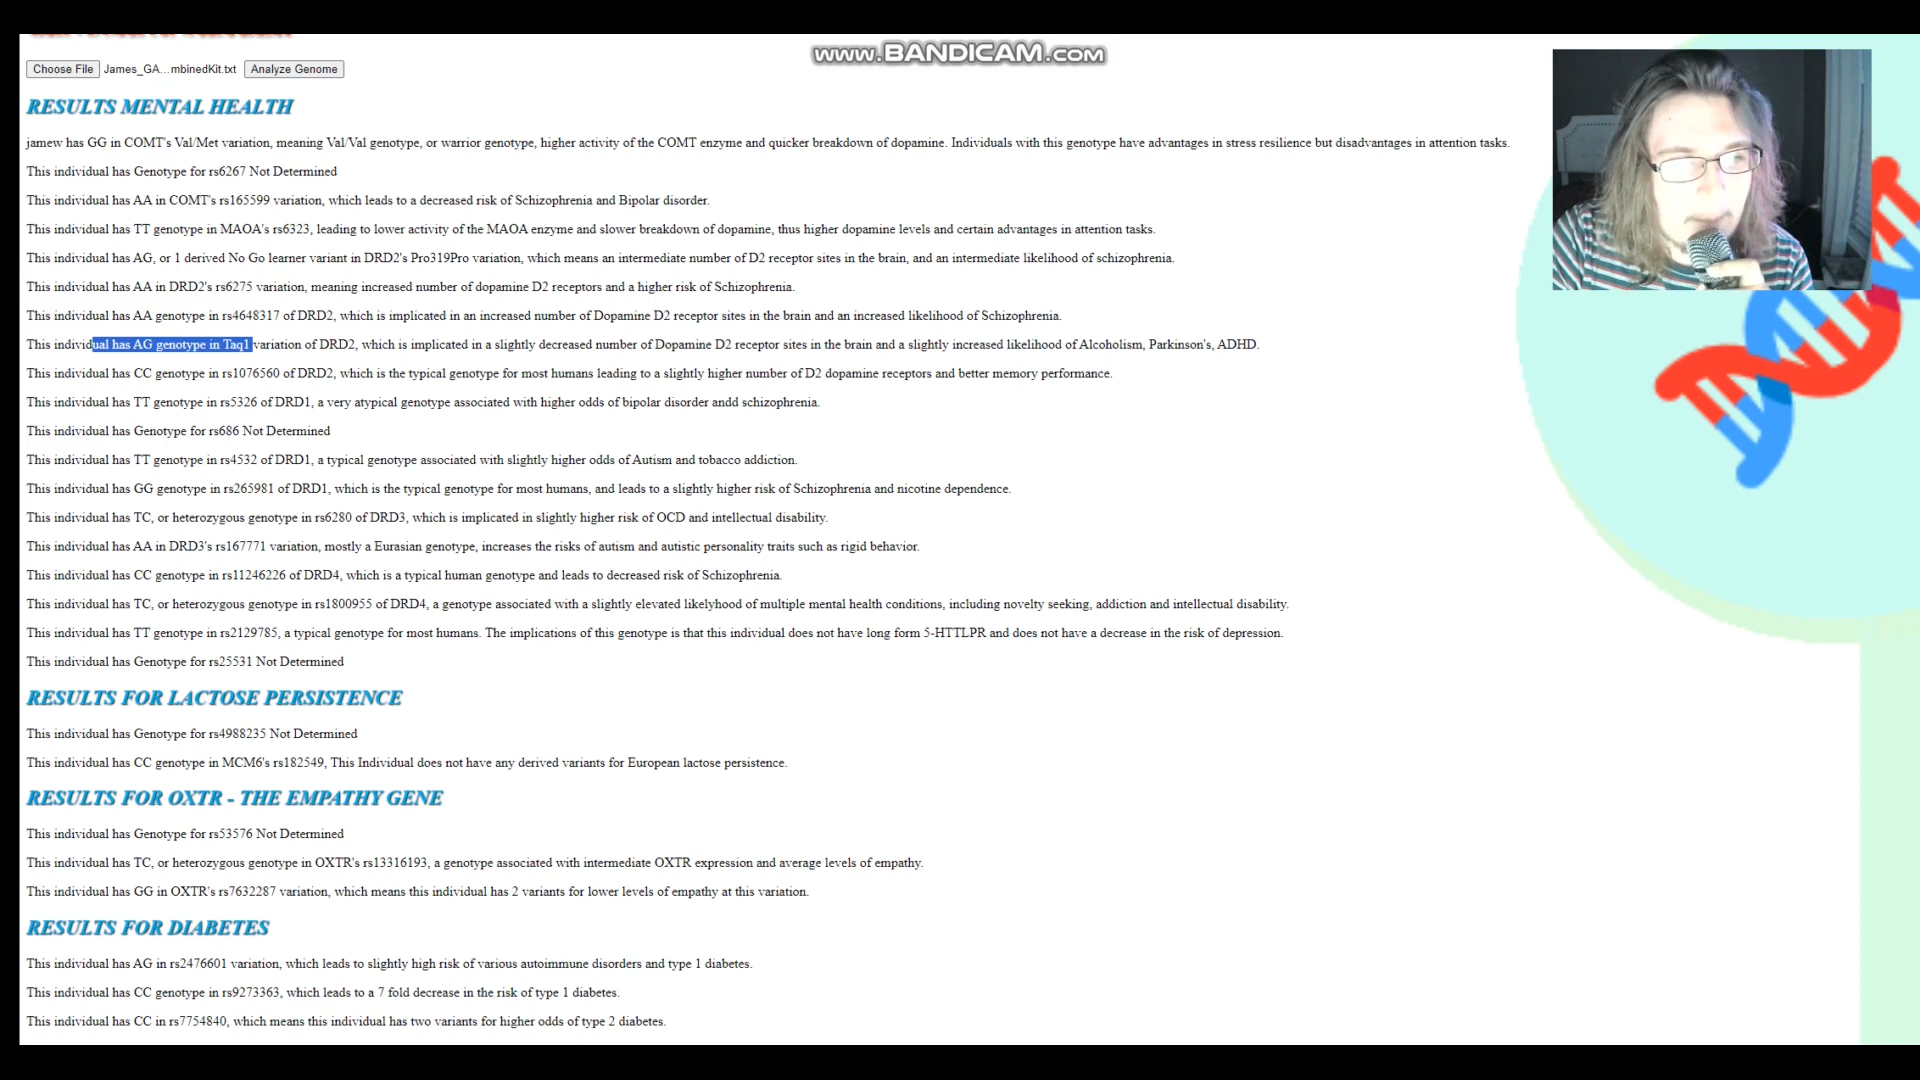 www.BANDICAM.com
Choose File James_GA...mbinedKit.txt Analyze Genome
RESULTS MENTAL HEALTH
jamew has GG in COMT's Val/Met variation, meaning Val/Val genotype, or warrior genotype, higher activity of the COMT enzyme and quicker breakdown of dopamine. Individuals with this genotype have advantages in stress resilience but disadvantages in attention tasks.
This individual has Genotype for rs6267 Not Determined
This individual has AA in COMT's rs165599 variation, which leads to a decreased risk of Schizophrenia and Bipolar disorder.
This individual has TT genotype in MAOA's rs6323, leading to lower activity of the MAOA enzyme and slower breakdown of dopamine, thus higher dopamine levels and certain advantages in attention tasks.
This individual has AG, or 1 derived No Go learner variant in DRD2's Pro319Pro variation, which means an intermediate number of D2 receptor sites in the brain, and an intermediate likelihood of schizophrenia.
This individual has AA in DRD2's rs6275 variation, meaning increased number of dopamine D2 receptors and a higher risk of Schizophrenia.
This individual has AA genotype in rs4648317 of DRD2, which is implicated in an increased number of Dopamine D2 receptor sites in the brain and an increased likelihood of Schizophrenia.
This individual has AG genotype in Taq1 variation of DRD2, which is implicated in a slightly decreased number of Dopamine D2 receptor sites in the brain and a slightly increased likelihood of Alcoholism, Parkinson's, ADHD.
This individual has CC genotype in rs1076560 of DRD2, which is the typical genotype for most humans leading to a slightly higher number of D2 dopamine receptors and better memory performance.
This individual has TT genotype in rs5326 of DRD1, a very atypical genotype associated with higher odds of bipolar disorder andd schizophrenia.
This individual has Genotype for rs686 Not Determined
This individual has TT genotype in rs4532 of DRD1, a typical genotype associated with slightly higher odds of Autism and tobacco addiction.
This individual has GG genotype in rs265981 of DRD1, which is the typical genotype for most humans, and leads to a slightly higher risk of Schizophrenia and nicotine dependence.
This individual has TC, or heterozygous genotype in rs6280 of DRD3, which is implicated in slightly higher risk of OCD and intellectual disability.
This individual has AA in DRD3's rs167771 variation, mostly a Eurasian genotype, increases the risks of autism and autistic personality traits such as rigid behavior.
This individual has CC genotype in rs11246226 of DRD4, which is a typical human genotype and leads to decreased risk of Schizophrenia.
This individual has TC, or heterozygous genotype in rs1800955 of DRD4, a genotype associated with a slightly elevated likelyhood of multiple mental health conditions, including novelty seeking, addiction and intellectual disability.
This individual has TT genotype in rs2129785, a typical genotype for most humans. The implications of this genotype is that this individual does not have long form 5-HTTLPR and does not have a decrease in the risk of depression.
This individual has Genotype for rs25531 Not Determined
RESULTS FOR LACTOSE PERSISTENCE
This individual has Genotype for rs4988235 Not Determined
This individual has CC genotype in MCM6's rs182549, This Individual does not have any derived variants for European lactose persistence.
RESULTS FOR OXTR - THE EMPATHY GENE
This individual has Genotype for rs53576 Not Determined
This individual has TC, or heterozygous genotype in OXTR's rs13316193, a genotype associated with intermediate OXTR expression and average levels of empathy.
This individual has GG in OXTR's rs7632287 variation, which means this individual has 2 variants for lower levels of empathy at this variation.
RESULTS FOR DIABETES
This individual has AG in rs2476601 variation, which leads to slightly high risk of various autoimmune disorders and type 1 diabetes.
This individual has CC genotype in rs9273363, which leads to a 7 fold decrease in the risk of type 1 diabetes.
This individual has CC in rs7754840, which means this individual has two variants for higher odds of type 2 diabetes.